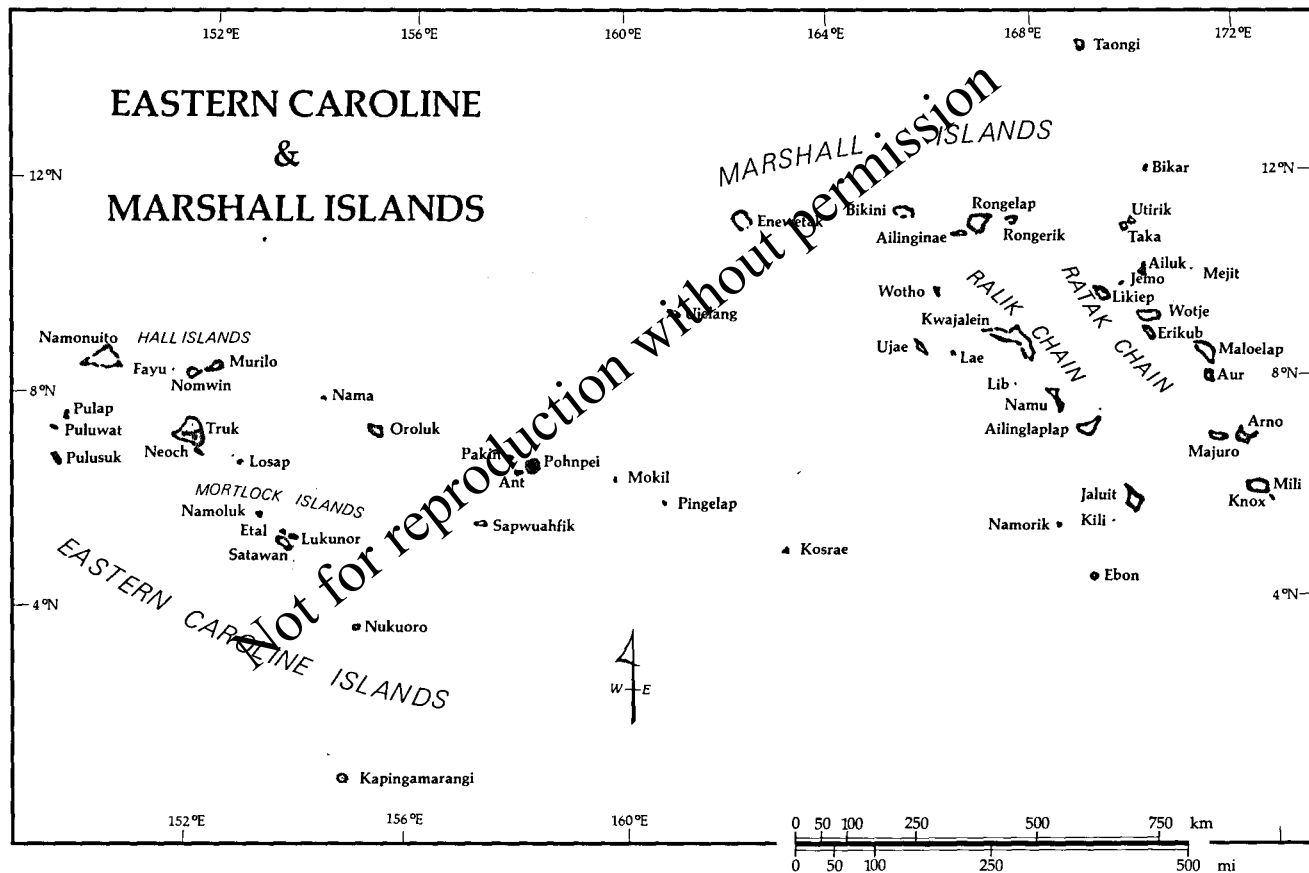 152°E 156°E 160°E 164°E 168°E 172°E
Taongi
EASTERN CAROLINE
&
MARSHALL ISLANDS
MARSHALL ISLANDS
12°N
12°N
Bikar
Enewetak
Bikini
Rongelap
Ailinginae
Rongerik
Utirik
Taka
Ailuk
Jemo
Mejit
Wotho
RALIK CHAIN
RATAK CHAIN
Likiep
Wotje
Ujelang
Kwajalein
Erikub
Namonuito
HALL ISLANDS
Fayu
Murilo
Nomwin
Ujae
Lae
Maloelap
8°N
8°N
Aur
Lib
Namu
Nama
Pulap
Puluwat
Truk
Oroluk
Ailinglaplap
Arno
Majuro
Pulusuk
Neoch
Losap
Pakin
Pohnpei
Ant
Mokil
Pingelap
MORTLOCK ISLANDS
Namoluk
Etal
Lukunor
Satawan
Sapwuahfik
Jaluit
Mili
Knox
Namorik
Kili
Kosrae
Ebon
EASTERN CAROLINE ISLANDS
4°N
4°N
Nukuoro
W E
Kapingamarangi
152°E 156°E 160°E
0 50 100 250 500 750 km
0 50 100 250 500 mi
Not for reproduction without permission